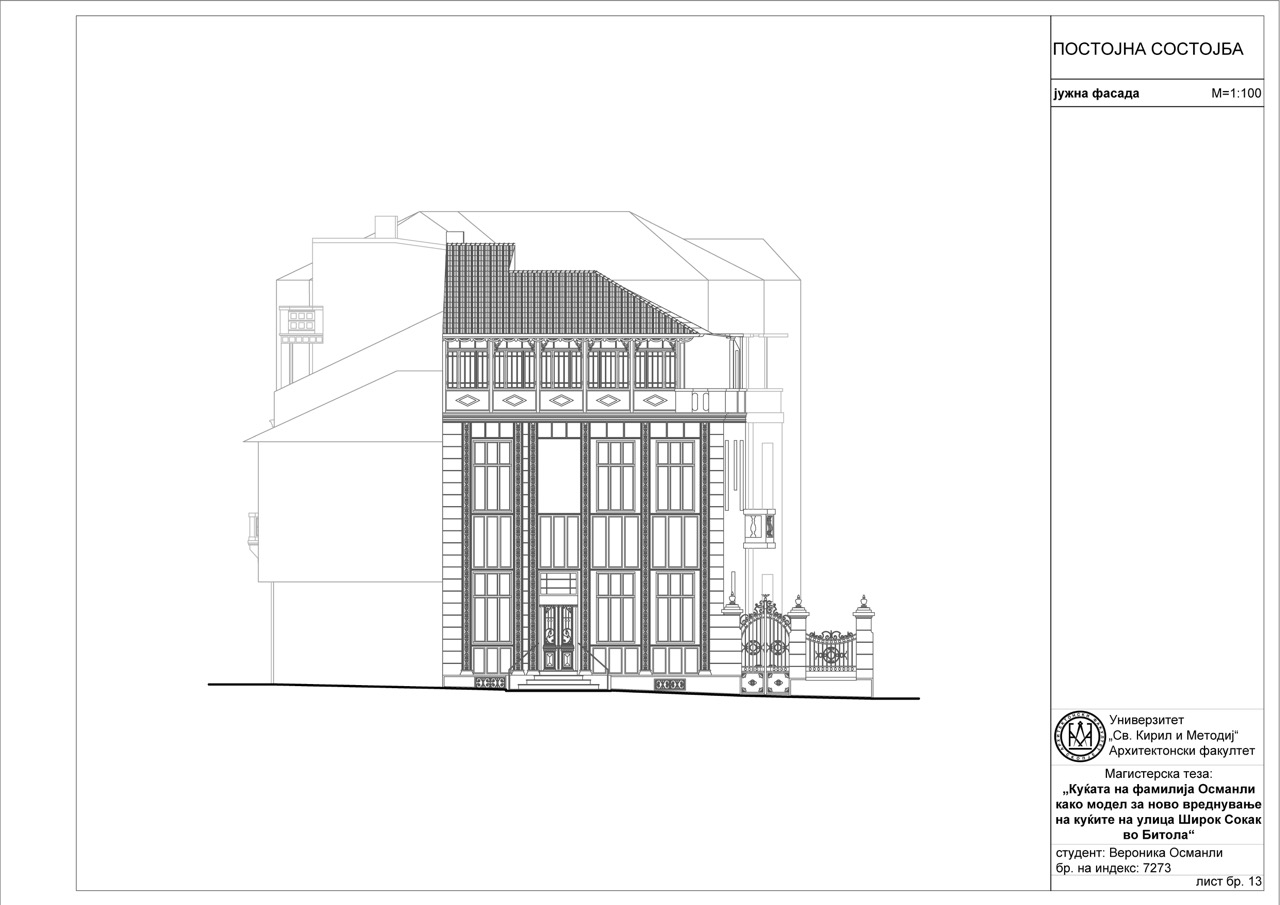 ПОСТОЈНА СОСТОЈБА
јужна фасада M=1:100
Универзитет
„Св. Кирил и Методиј“
Архитектонски факултет
Магистерска теза:
„Куќата на фамилија Османли
како модел за ново вреднување
на куќите на улица Широк Сокак
во Битола“
студент: Вероника Османли
бр. на индекс: 7273
лист бр. 13